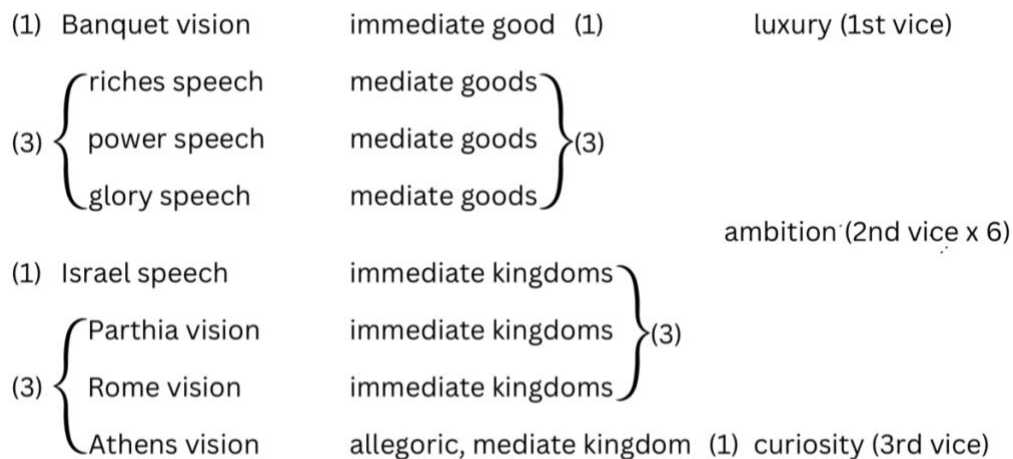 (1) Banquet vision immediate good (1) luxury (1st vice)
riches speech mediate goods
(3) power speech mediate goods (3)
glory speech mediate goods
ambition (2nd vice x 6)
(1) Israel speech immediate kingdoms
Parthia vision immediate kingdoms (3)
(3) Rome vision immediate kingdoms
Athens vision allegoric, mediate kingdom (1) curiosity (3rd vice)